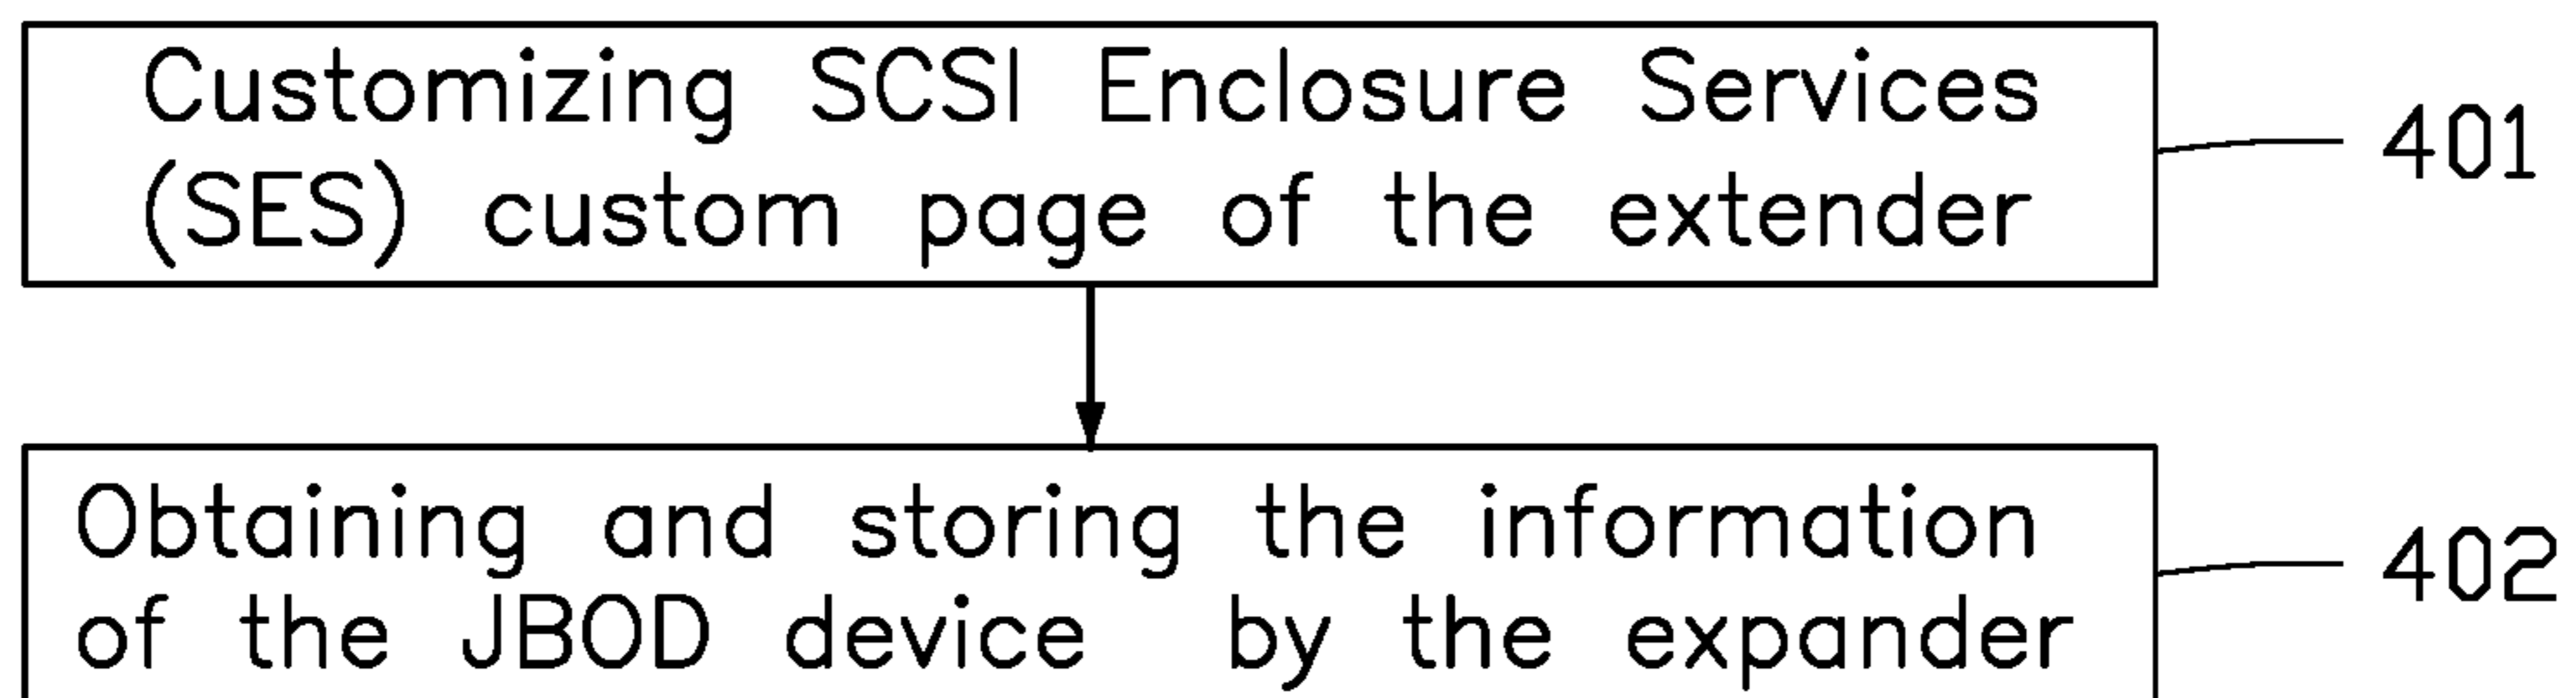 Customizing SCSI Enclosure Services
(SES) custom page of the extender
401
Obtaining and storing the information
of the JBOD device by the expander
402